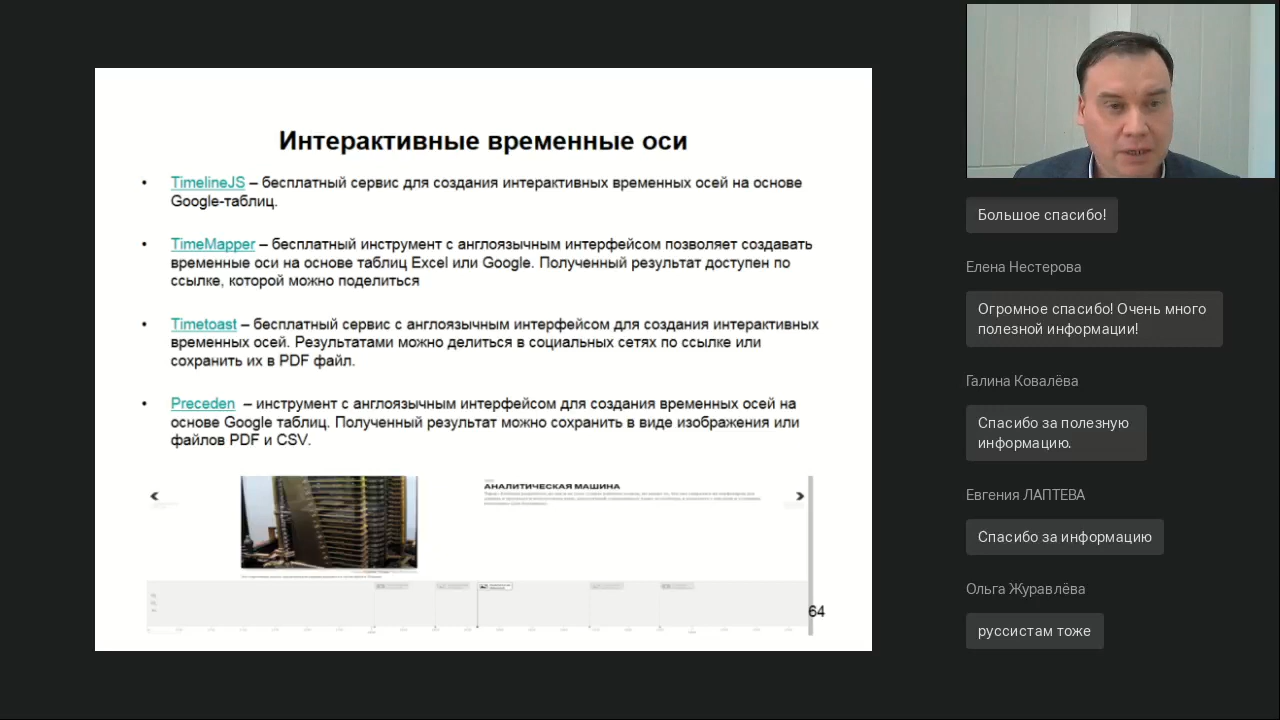 Интерактивные временные оси
• TimelineJS – бесплатный сервис для создания интерактивных временных осей на основе
Google-таблиц.
• TimeMapper – бесплатный инструмент с англоязычным интерфейсом позволяет создавать
временные оси на основе таблиц Excel или Google. Полученный результат доступен по
ссылке, которой можно поделиться
• Timetoast – бесплатный сервис с англоязычным интерфейсом для создания интерактивных
временных осей. Результатами можно делиться в социальных сетях по ссылке или
сохранить их в PDF файл.
• Preceden – инструмент с англоязычным интерфейсом для создания временных осей на
основе Google таблиц. Полученный результат можно сохранить в виде изображения или
файлов PDF и CSV.
АНАЛИТИЧЕСКАЯ МАШИНА
64
Большое спасибо!
Елена Нестерова
Огромное спасибо! Очень много
полезной информации!
Галина Ковалёва
Спасибо за полезную
информацию.
Евгения ЛАПТЕВА
Спасибо за информацию
Ольга Журавлёва
руссистам тоже